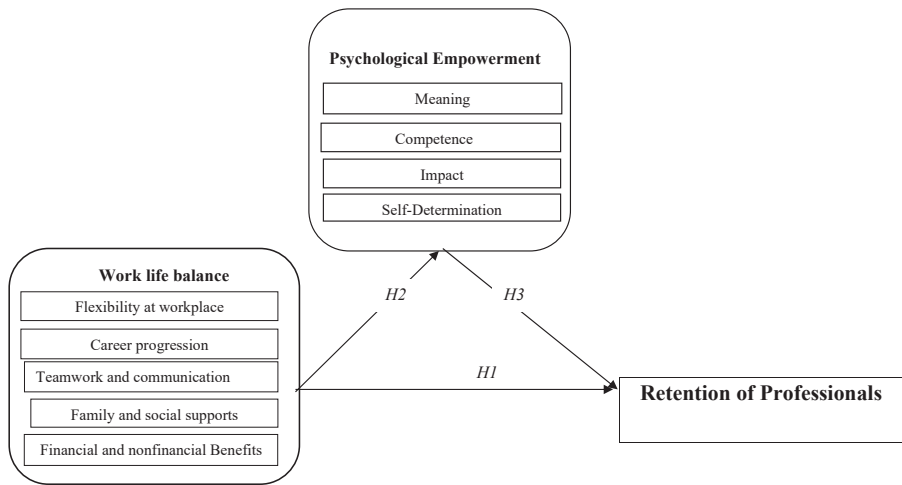 Psychological Empowerment
Meaning
Competence
Impact
Self-Determination
Work life balance
Flexibility at workplace
Career progression
Teamwork and communication
Family and social supports
Financial and nonfinancial Benefits
H2
H3
H1
Retention of Professionals